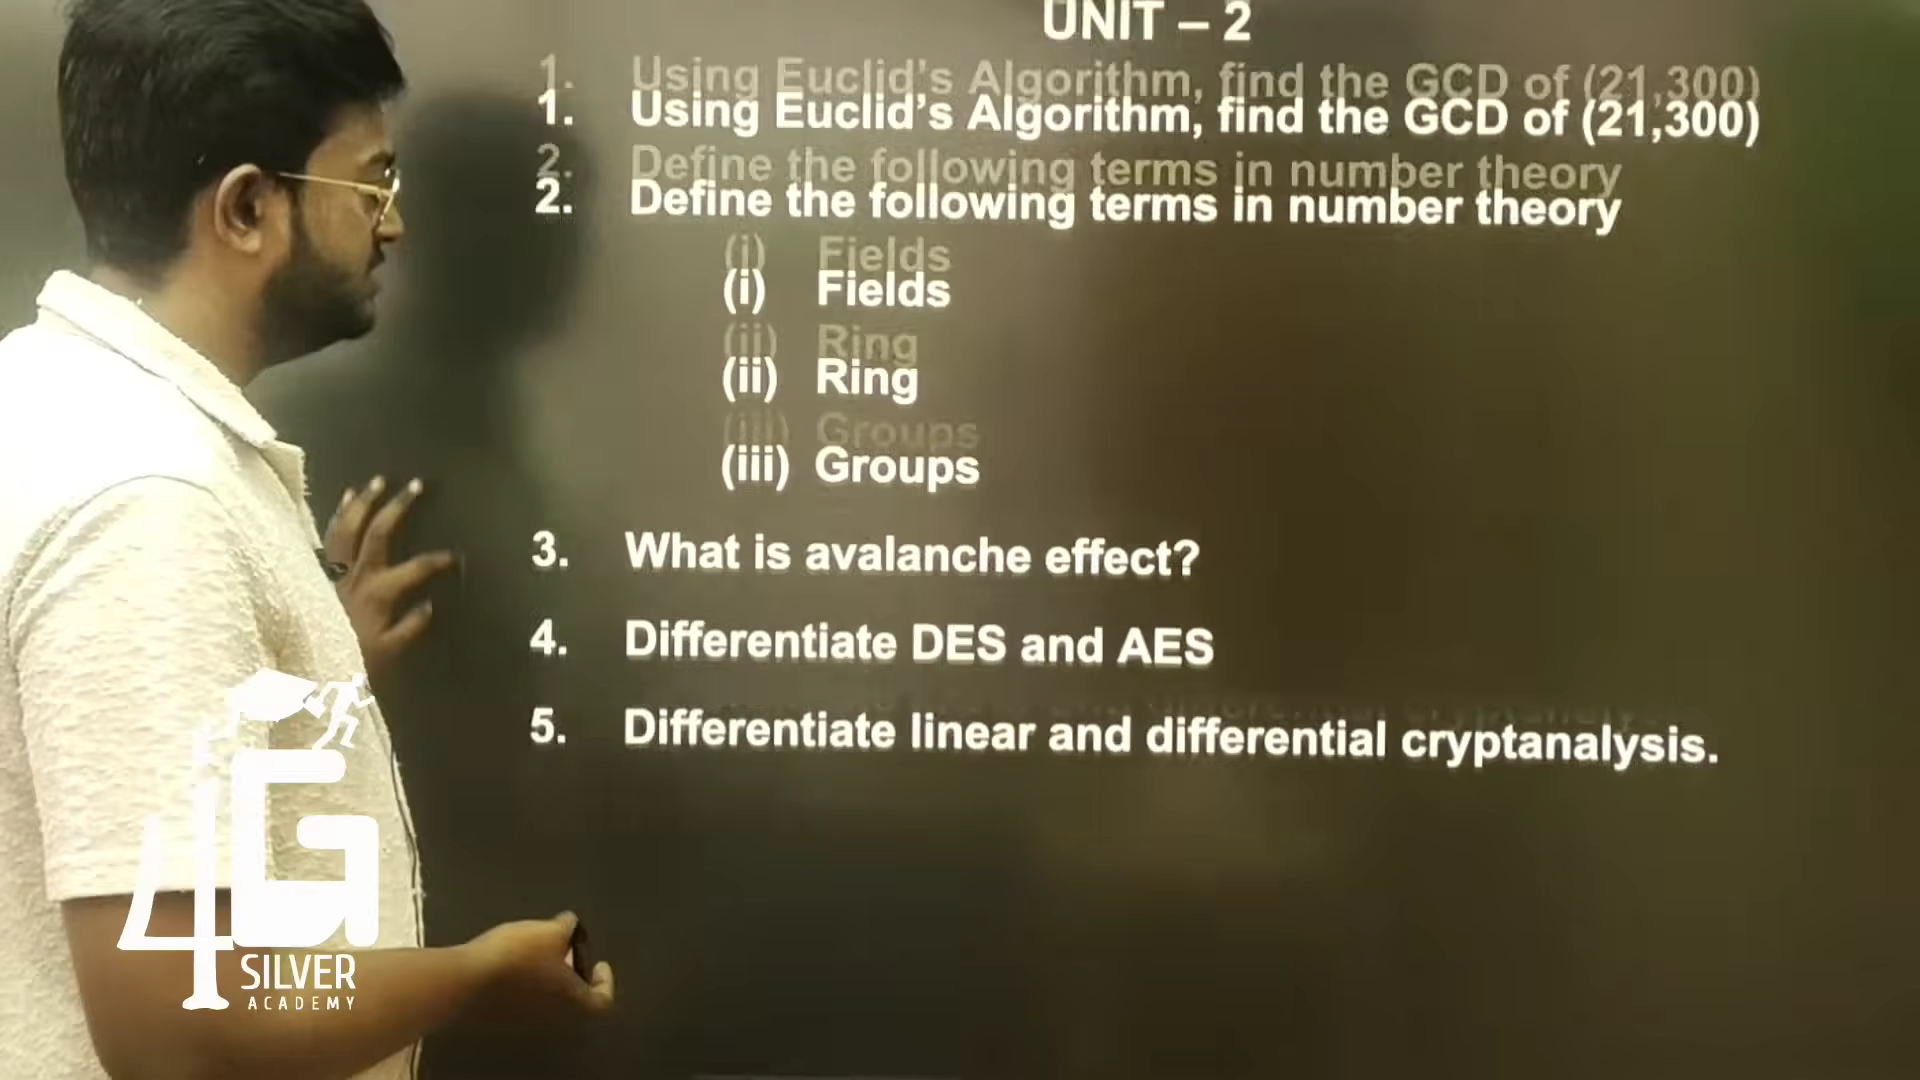 UNIT – 2
1. Using Euclid's Algorithm, find the GCD of (21,300)
2. Define the following terms in number theory
(i) Fields
(ii) Ring
(iii) Groups
3. What is avalanche effect?
4. Differentiate DES and AES
5. Differentiate linear and differential cryptanalysis.
4G
SILVER
ACADEMY